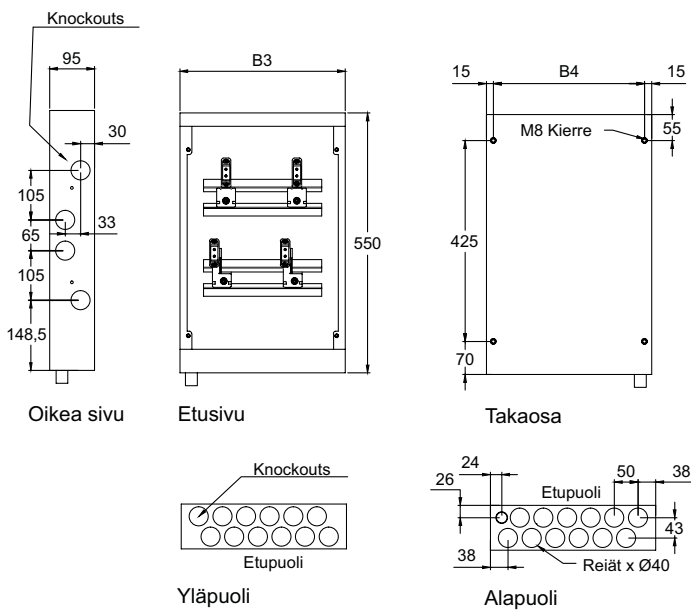 Knockouts
95
30
105
33
65
105
148,5
Oikea sivu
B3
550
Etusivu
15
B4
15
M8 Kierre
55
425
70
Takaosa
Knockouts
Etupuoli
Yläpuoli
24
26
Etupuoli
50
38
43
38
Reiät x Ø40
Alapuoli